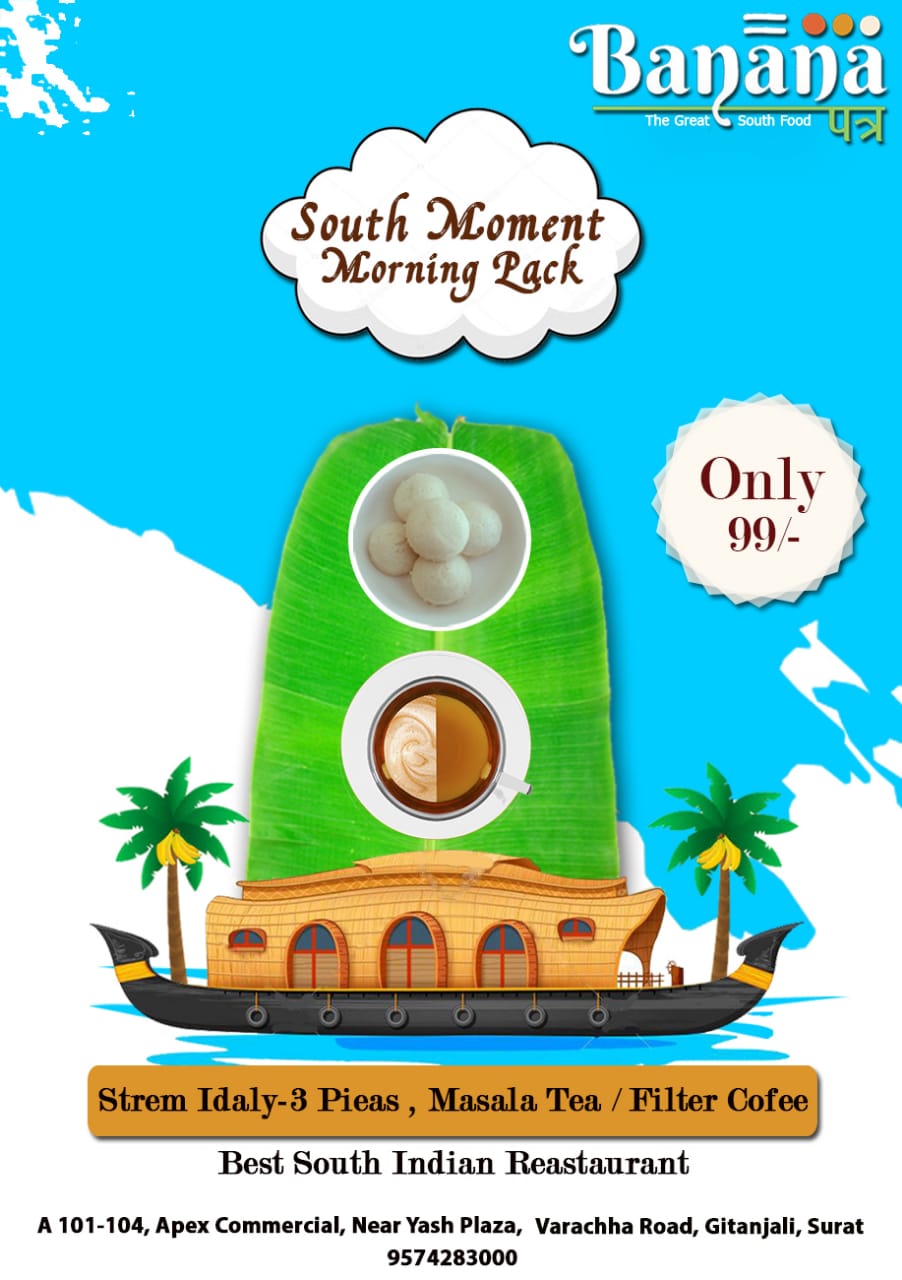 Banana
The Great South Food
पत्र
South Moment
Morning Pack
Only
99/-
Strem Idaly-3 Pieas , Masala Tea / Filter Cofee
Best South Indian Reastaurant
A 101-104, Apex Commercial, Near Yash Plaza, Varachha Road, Gitanjali, Surat
9574283000